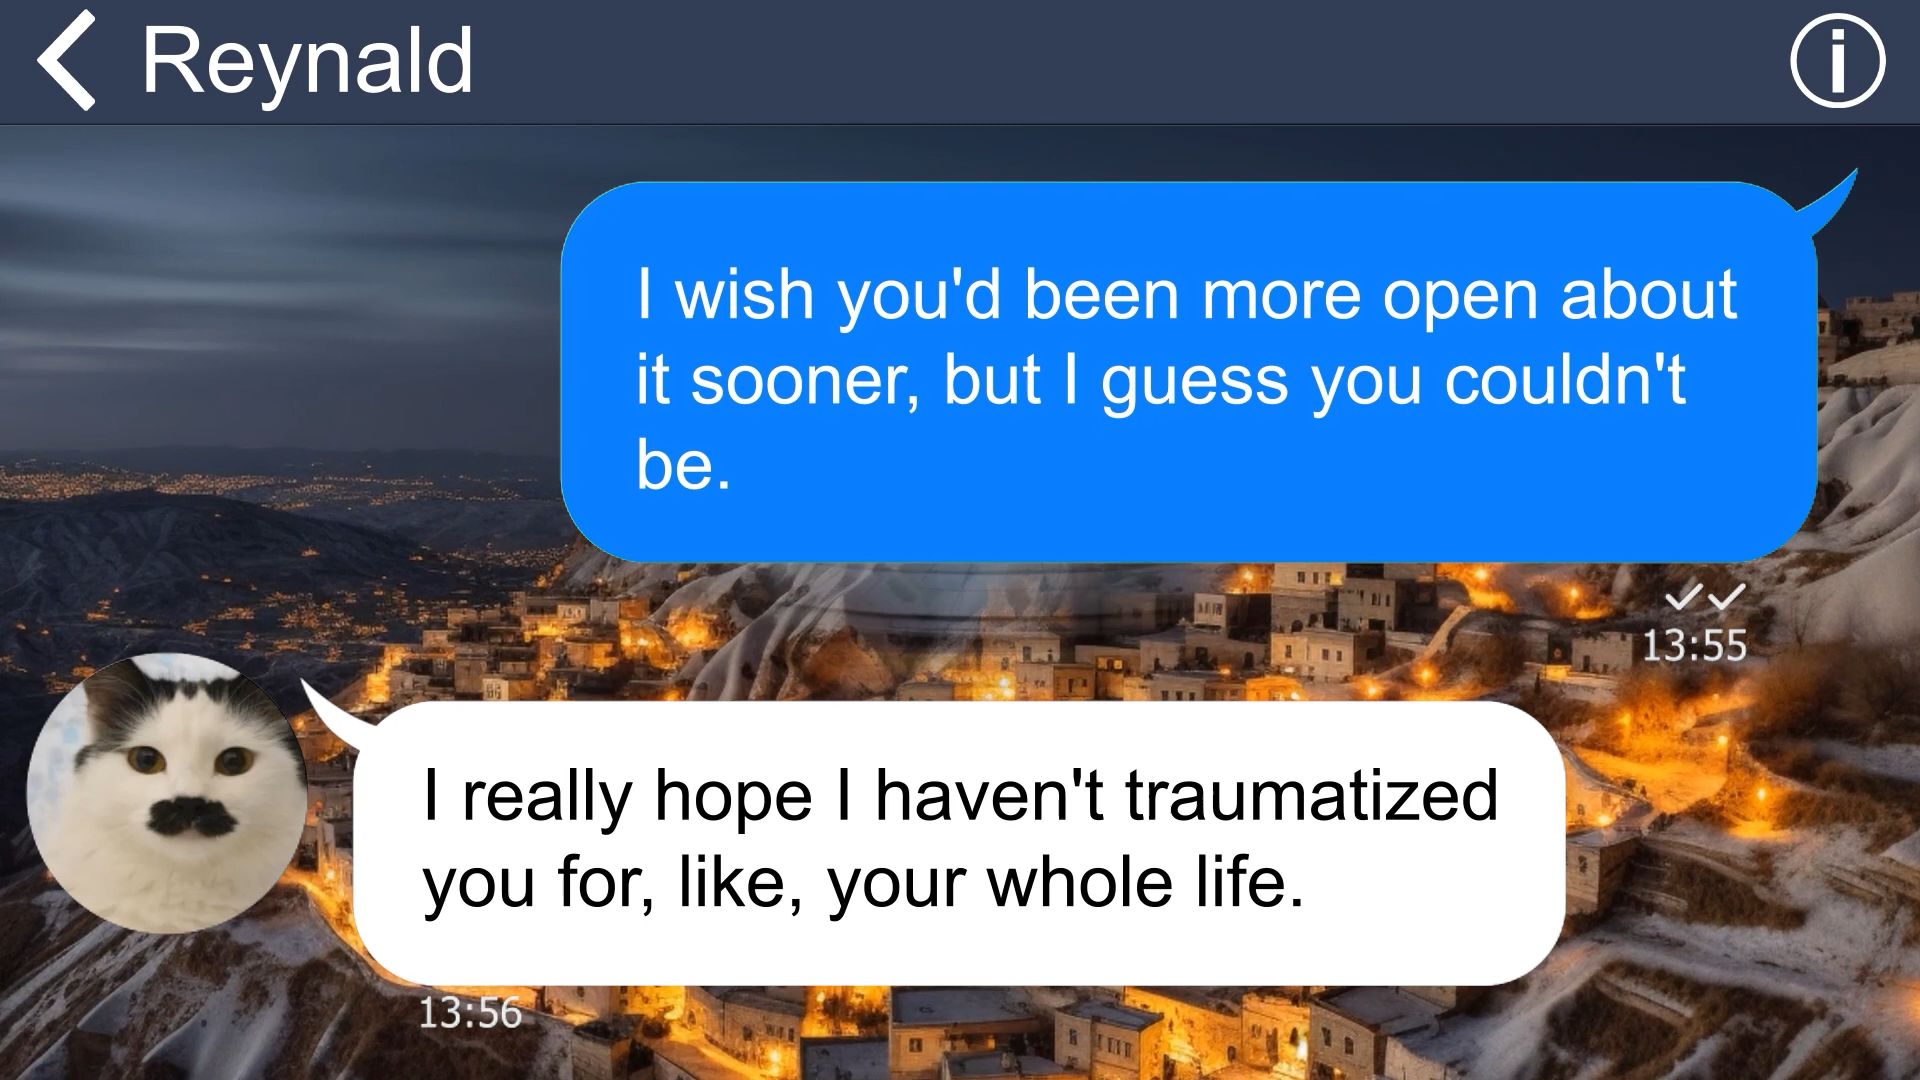 Reynald
I wish you'd been more open about
it sooner, but I guess you couldn't
be.
13:55
I really hope I haven't traumatized
you for, like, your whole life.
13:56